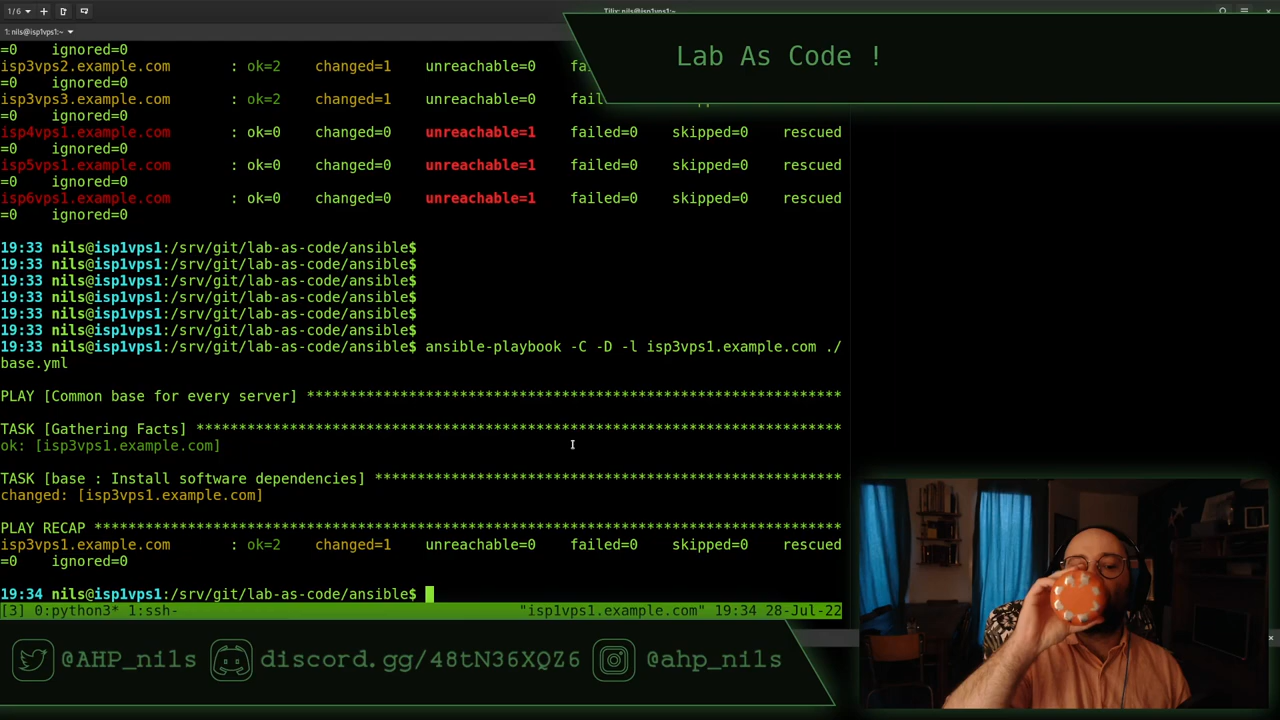 1/6
Tilix: nils@isp1vps1:~
1: nils@isp1vps1:~
Lab As Code !
=0    ignored=0
isp3vps2.example.com       : ok=2    changed=1    unreachable=0
=0    ignored=0
isp3vps3.example.com       : ok=2    changed=1    unreachable=0
=0    ignored=0
isp4vps1.example.com       : ok=0    changed=0    unreachable=1    failed=0    skipped=0    rescued
=0    ignored=0
isp5vps1.example.com       : ok=0    changed=0    unreachable=1    failed=0    skipped=0    rescued
=0    ignored=0
isp6vps1.example.com       : ok=0    changed=0    unreachable=1    failed=0    skipped=0    rescued
=0    ignored=0
19:33 nils@isp1vps1:/srv/git/lab-as-code/ansible$
19:33 nils@isp1vps1:/srv/git/lab-as-code/ansible$
19:33 nils@isp1vps1:/srv/git/lab-as-code/ansible$
19:33 nils@isp1vps1:/srv/git/lab-as-code/ansible$
19:33 nils@isp1vps1:/srv/git/lab-as-code/ansible$
19:33 nils@isp1vps1:/srv/git/lab-as-code/ansible$
19:33 nils@isp1vps1:/srv/git/lab-as-code/ansible$ ansible-playbook -C -D -l isp3vps1.example.com ./
base.yml
PLAY [Common base for every server] ***************************************************************
TASK [Gathering Facts] ****************************************************************************
ok: [isp3vps1.example.com]
TASK [base : Install software dependencies] *******************************************************
changed: [isp3vps1.example.com]
PLAY RECAP ****************************************************************************************
isp3vps1.example.com       : ok=2    changed=1    unreachable=0    failed=0    skipped=0    rescued
=0    ignored=0
19:34 nils@isp1vps1:/srv/git/lab-as-code/ansible$
[3] 0:python3* 1:ssh-    "isp1vps1.example.com" 19:34 28-Jul-22
@AHP_nils discord.gg/48tN36XQZ6 @ahp_nils